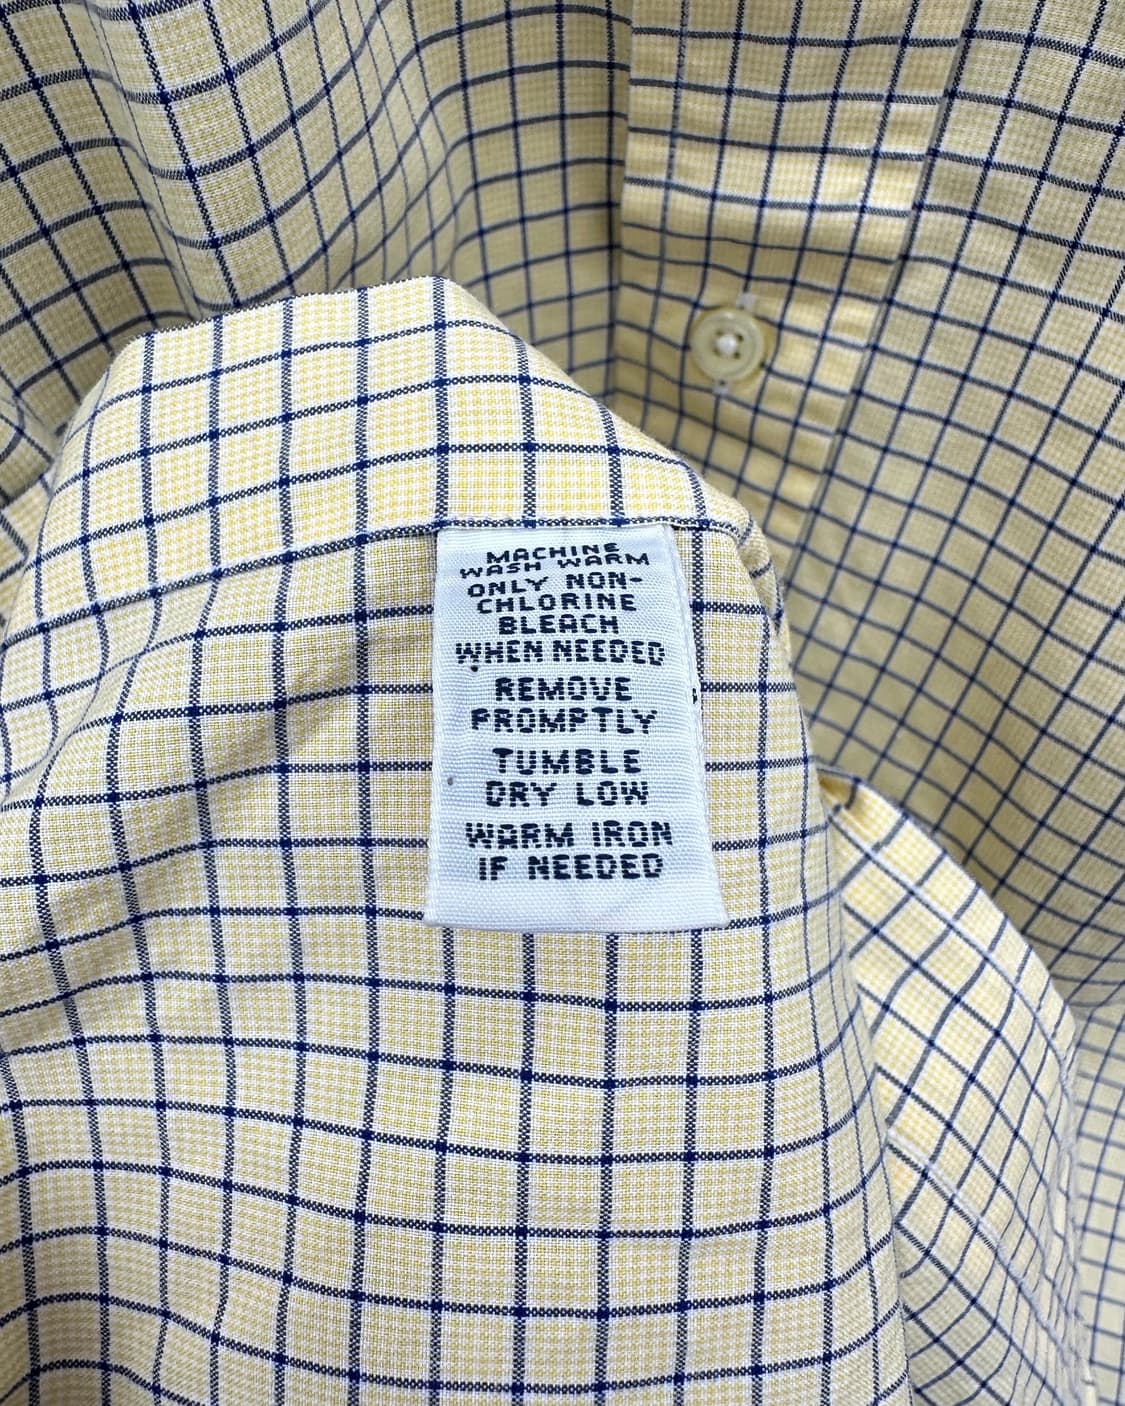 MACHINE
WASH WARM
ONLY NON-
CHLORINE
BLEACH
WHEN NEEDED
REMOVE
PROMPTLY
TUMBLE
DRY LOW
WARM IRON
IF NEEDED